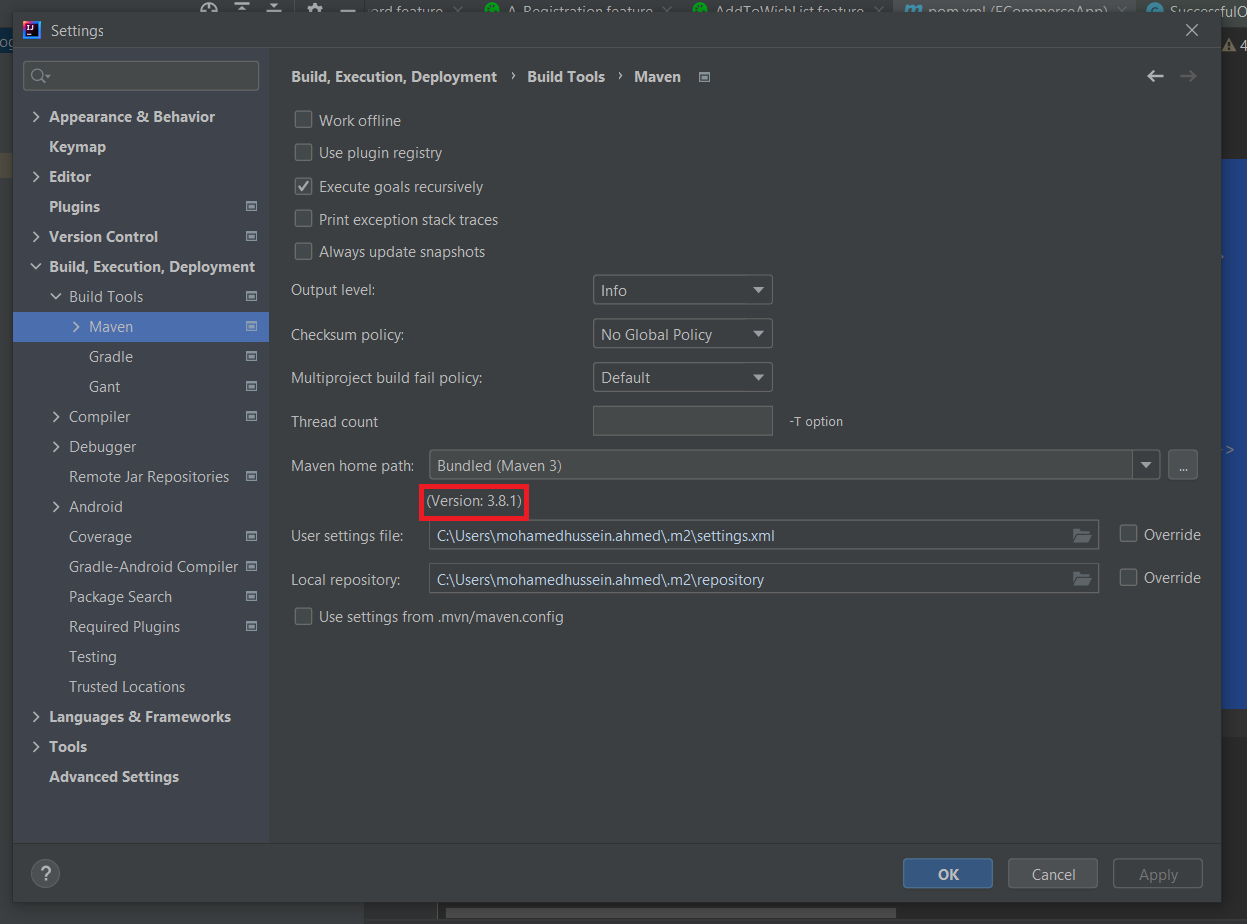 ard feature
A_Registration.feature
AddToWishList.feature
pom.xml (ECommerceApp)
SuccessfulO
Settings
4
Build, Execution, Deployment › Build Tools › Maven
Appearance & Behavior
Keymap
Editor
Plugins
Version Control
Build, Execution, Deployment
Build Tools
Maven
Gradle
Gant
Compiler
Debugger
Remote Jar Repositories
Android
Coverage
Gradle-Android Compiler
Package Search
Required Plugins
Testing
Trusted Locations
Languages & Frameworks
Tools
Advanced Settings
Work offline
Use plugin registry
Execute goals recursively
Print exception stack traces
Always update snapshots
Output level: Info
Checksum policy: No Global Policy
Multiproject build fail policy: Default
Thread count -T option
Maven home path: Bundled (Maven 3) ...
(Version: 3.8.1)
User settings file: C:\Users\mohamedhussein.ahmed\.m2\settings.xml Override
Local repository: C:\Users\mohamedhussein.ahmed\.m2\repository Override
Use settings from .mvn/maven.config
>
? OK Cancel Apply